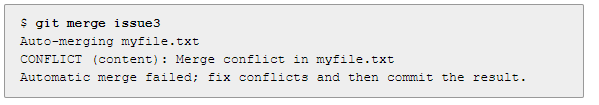 $ git merge issue3
Auto-merging myfile.txt
CONFLICT (content): Merge conflict in myfile.txt
Automatic merge failed; fix conflicts and then commit the result.